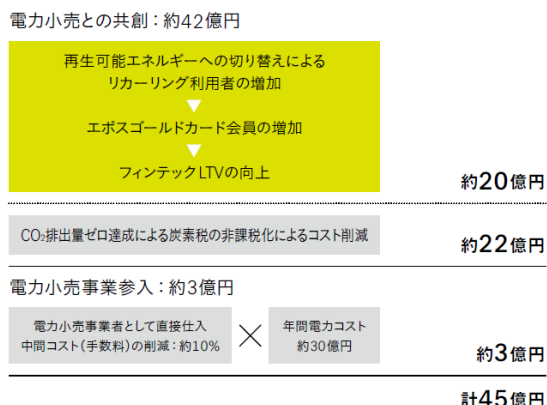 電力小売との共創：約42億円
再生可能エネルギーへの切り替えによる
リカーリング利用者の増加
エポスゴールドカード会員の増加
フィンテックLTVの向上
約20億円
CO₂排出量ゼロ達成による炭素税の非課税化によるコスト削減
約22億円
電力小売事業参入：約3億円
電力小売事業者として直接仕入
中間コスト（手数料）の削減：約10%
年間電力コスト
約30億円
約3億円
計45億円